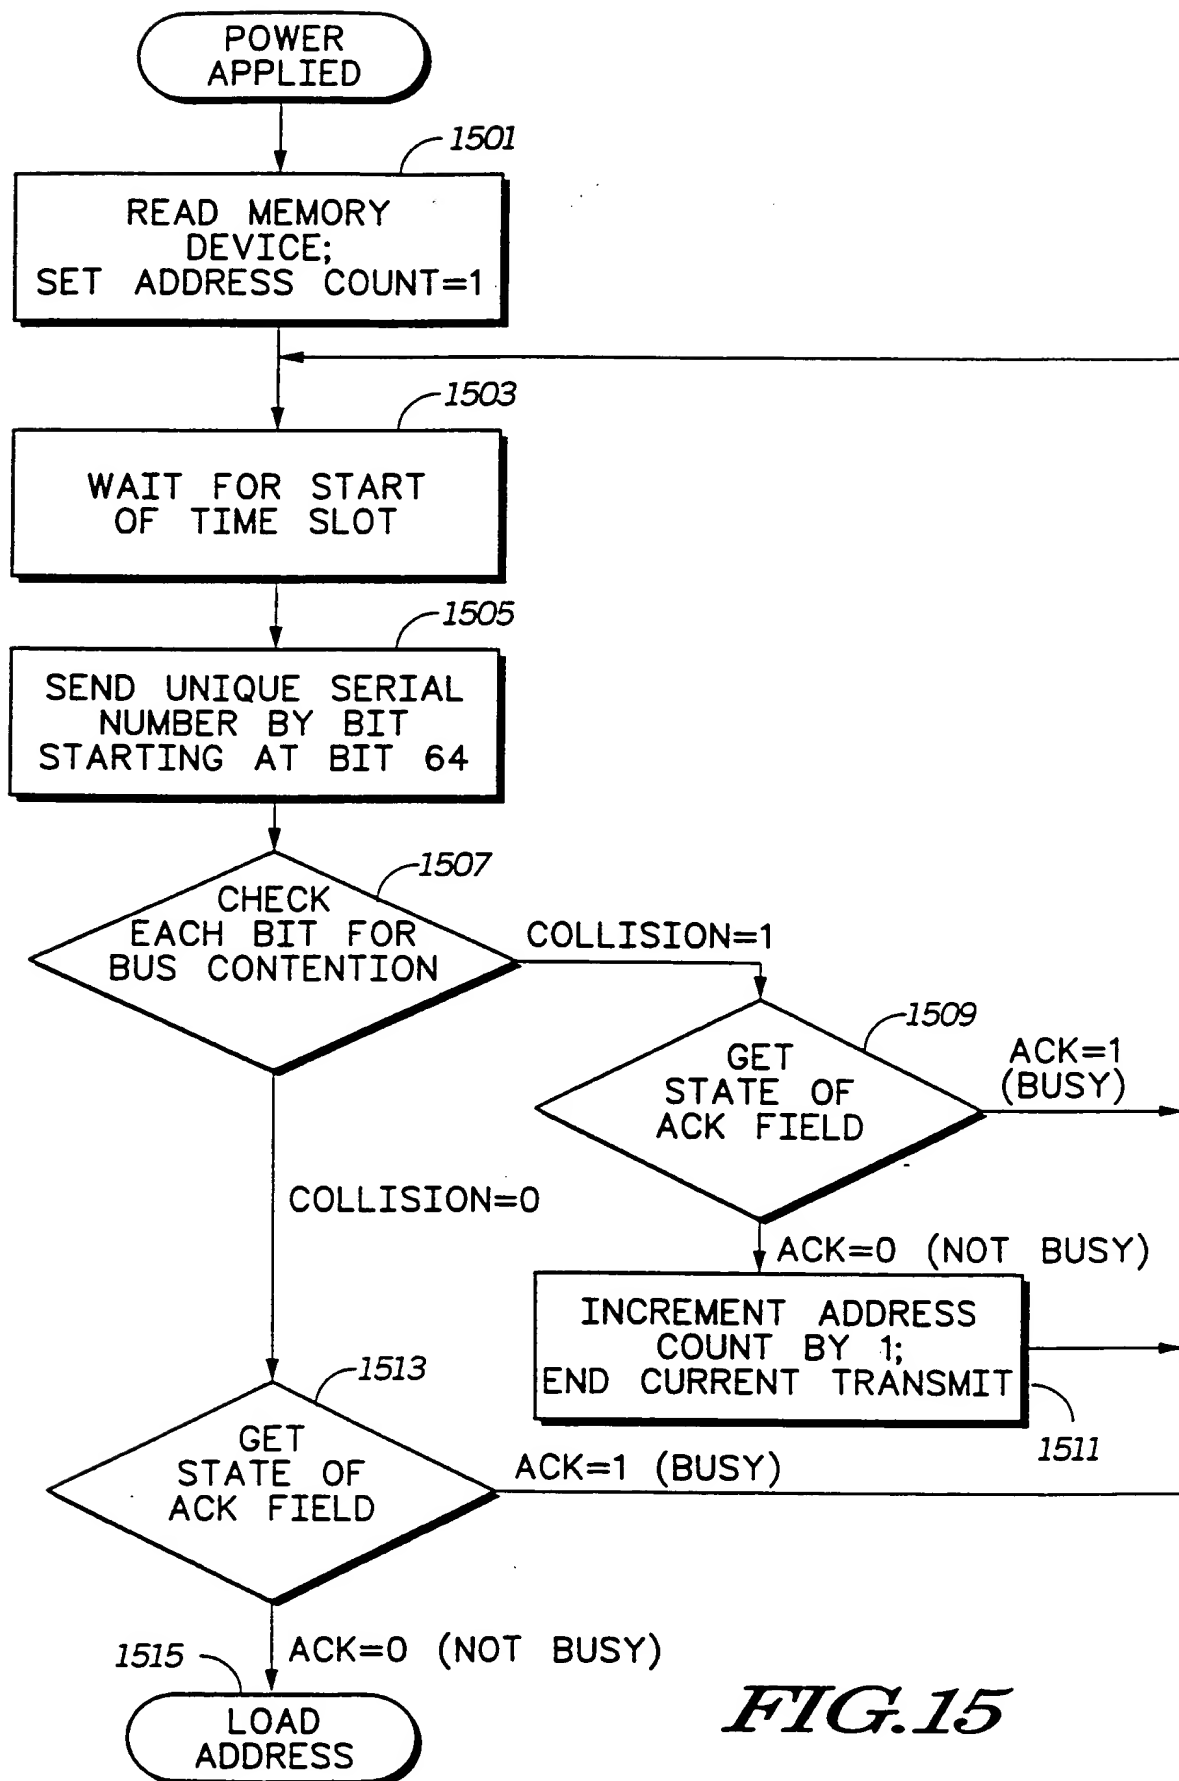 POWER
APPLIED
1501
READ MEMORY
DEVICE;
SET ADDRESS COUNT=1
1503
WAIT FOR START
OF TIME SLOT
1505
SEND UNIQUE SERIAL
NUMBER BY BIT
STARTING AT BIT 64
1507
CHECK
EACH BIT FOR
BUS CONTENTION
COLLISION=1
1509
GET
STATE OF
ACK FIELD
ACK=1
(BUSY)
COLLISION=0
ACK=0 (NOT BUSY)
INCREMENT ADDRESS
COUNT BY 1;
END CURRENT TRANSMIT
1511
1513
GET
STATE OF
ACK FIELD
ACK=1 (BUSY)
ACK=0 (NOT BUSY)
1515
LOAD
ADDRESS
FIG.15